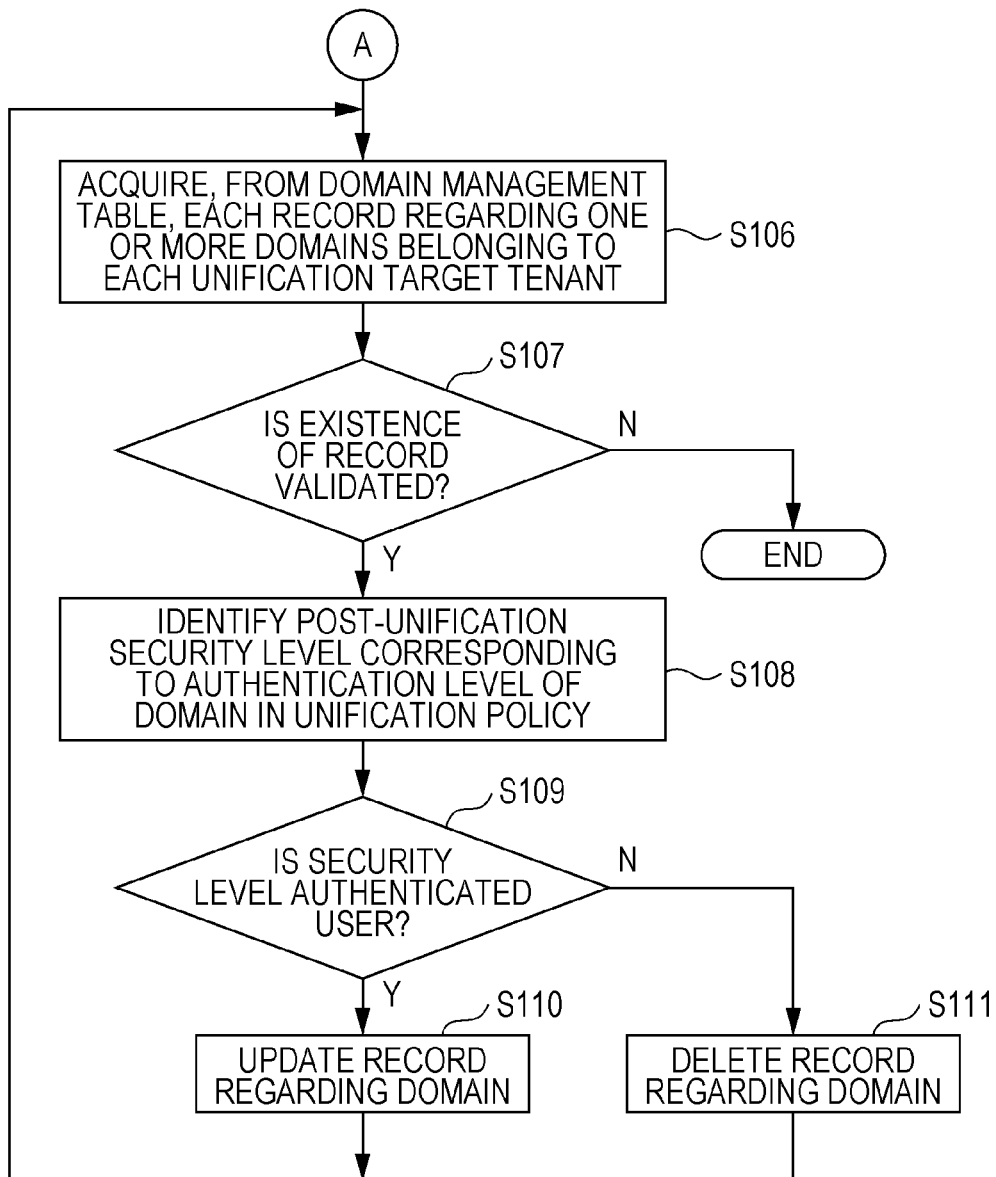 A
ACQUIRE, FROM DOMAIN MANAGEMENT
TABLE, EACH RECORD REGARDING ONE
OR MORE DOMAINS BELONGING TO
EACH UNIFICATION TARGET TENANT
S106
S107
IS EXISTENCE
OF RECORD
VALIDATED?
N
END
Y
IDENTIFY POST-UNIFICATION
SECURITY LEVEL CORRESPONDING
TO AUTHENTICATION LEVEL OF
DOMAIN IN UNIFICATION POLICY
S108
S109
IS SECURITY
LEVEL AUTHENTICATED
USER?
N
Y
S110
UPDATE RECORD
REGARDING DOMAIN
S111
DELETE RECORD
REGARDING DOMAIN